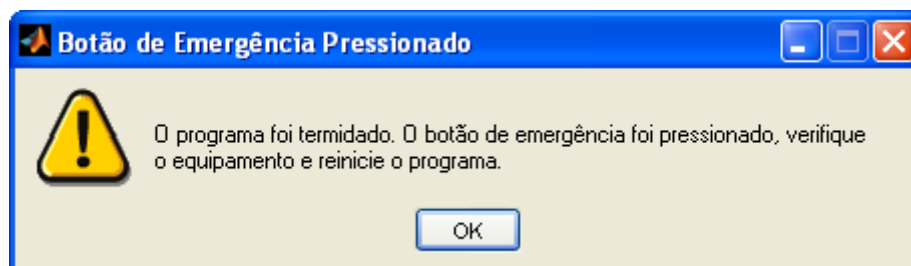 Botão de Emergência Pressionado
O programa foi termidado. O botão de emergência foi pressionado, verifique
o equipamento e reinicie o programa.
OK